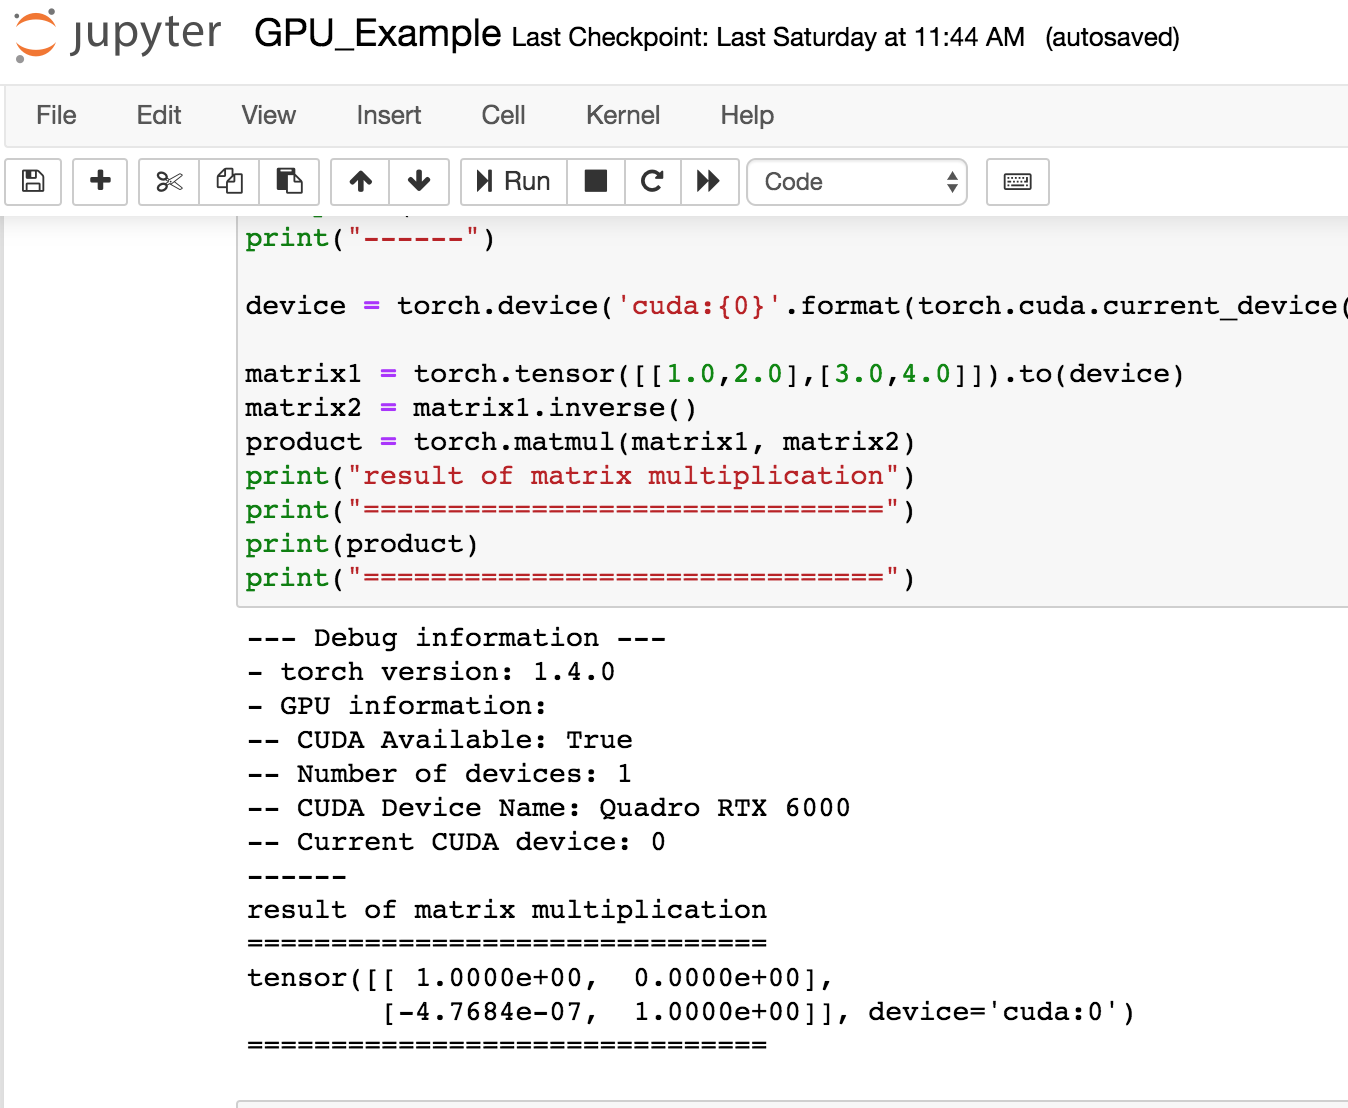 jupyter GPU_Example Last Checkpoint: Last Saturday at 11:44 AM (autosaved)
File Edit View Insert Cell Kernel Help
Run Code
print("------")
device = torch.device('cuda:{0}'.format(torch.cuda.current_device(
matrix1 = torch.tensor([[1.0,2.0],[3.0,4.0]]).to(device)
matrix2 = matrix1.inverse()
product = torch.matmul(matrix1, matrix2)
print("result of matrix multiplication")
print("===============================")
print(product)
print("===============================")
--- Debug information ---
- torch version: 1.4.0
- GPU information:
-- CUDA Available: True
-- Number of devices: 1
-- CUDA Device Name: Quadro RTX 6000
-- Current CUDA device: 0
------
result of matrix multiplication
===============================
tensor([[ 1.0000e+00,  0.0000e+00],
        [-4.7684e-07,  1.0000e+00]], device='cuda:0')
===============================